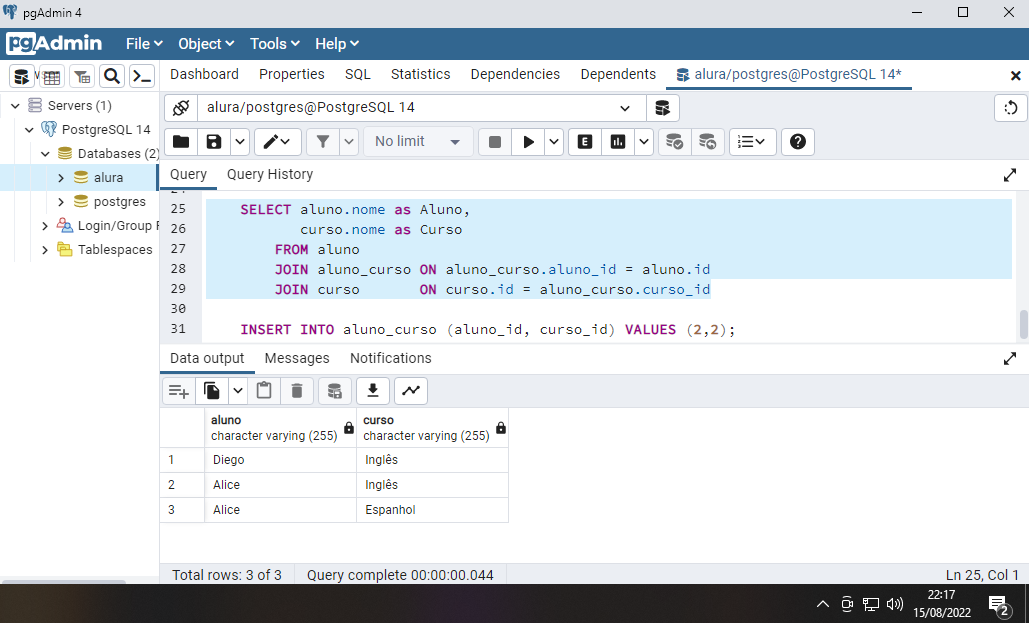 pgAdmin 4
pgAdmin File Object Tools Help
Dashboard Properties SQL Statistics Dependencies Dependents alura/postgres@PostgreSQL 14*
Servers (1)
PostgreSQL 14
Databases (2)
alura
postgres
Login/Group
Tablespaces
alura/postgres@PostgreSQL 14
No limit
E
Query Query History
25 SELECT aluno.nome as Aluno,
26 curso.nome as Curso
27 FROM aluno
28 JOIN aluno_curso ON aluno_curso.aluno_id = aluno.id
29 JOIN curso ON curso.id = aluno_curso.curso_id
30
31 INSERT INTO aluno_curso (aluno_id, curso_id) VALUES (2,2);
Data output Messages Notifications
aluno curso
character varying (255) character varying (255)
1 Diego Inglês
2 Alice Inglês
3 Alice Espanhol
Total rows: 3 of 3 Query complete 00:00:00.044 Ln 25, Col 1
22:17
15/08/2022
2